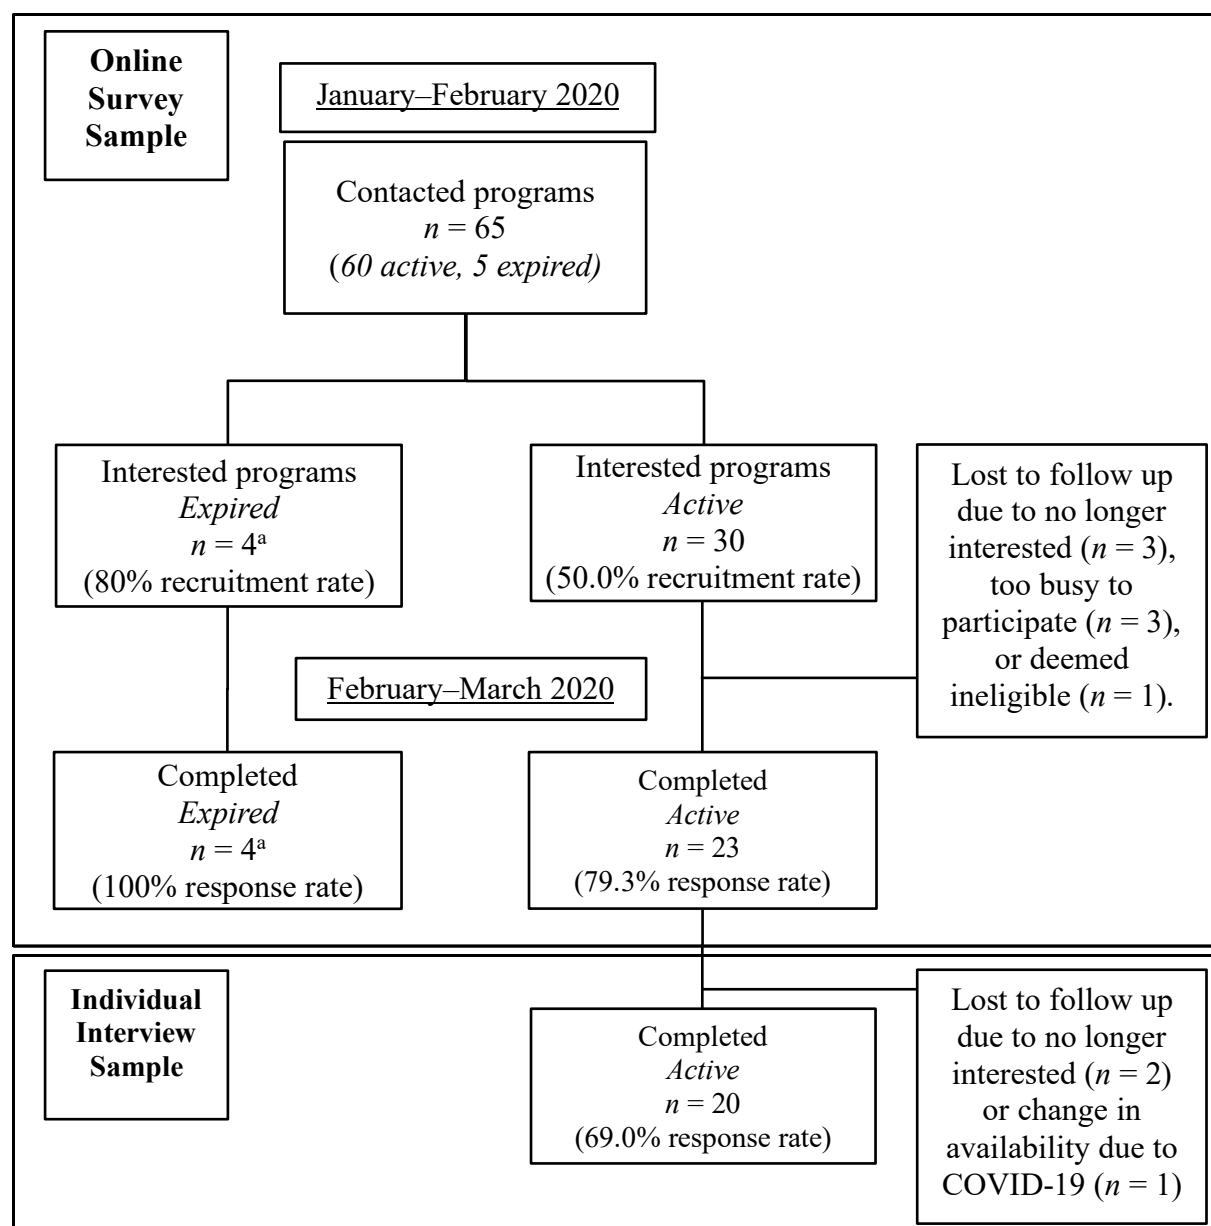 Online
Survey
Sample
January–February 2020
Contacted programs
n = 65
(60 active, 5 expired)
Interested programs
Expired
n = 4ᵃ
(80% recruitment rate)
Interested programs
Active
n = 30
(50.0% recruitment rate)
Lost to follow up
due to no longer
interested (n = 3),
too busy to
participate (n = 3),
or deemed
ineligible (n = 1).
February–March 2020
Completed
Expired
n = 4ᵃ
(100% response rate)
Completed
Active
n = 23
(79.3% response rate)
Individual
Interview
Sample
Completed
Active
n = 20
(69.0% response rate)
Lost to follow up
due to no longer
interested (n = 2)
or change in
availability due to
COVID-19 (n = 1)